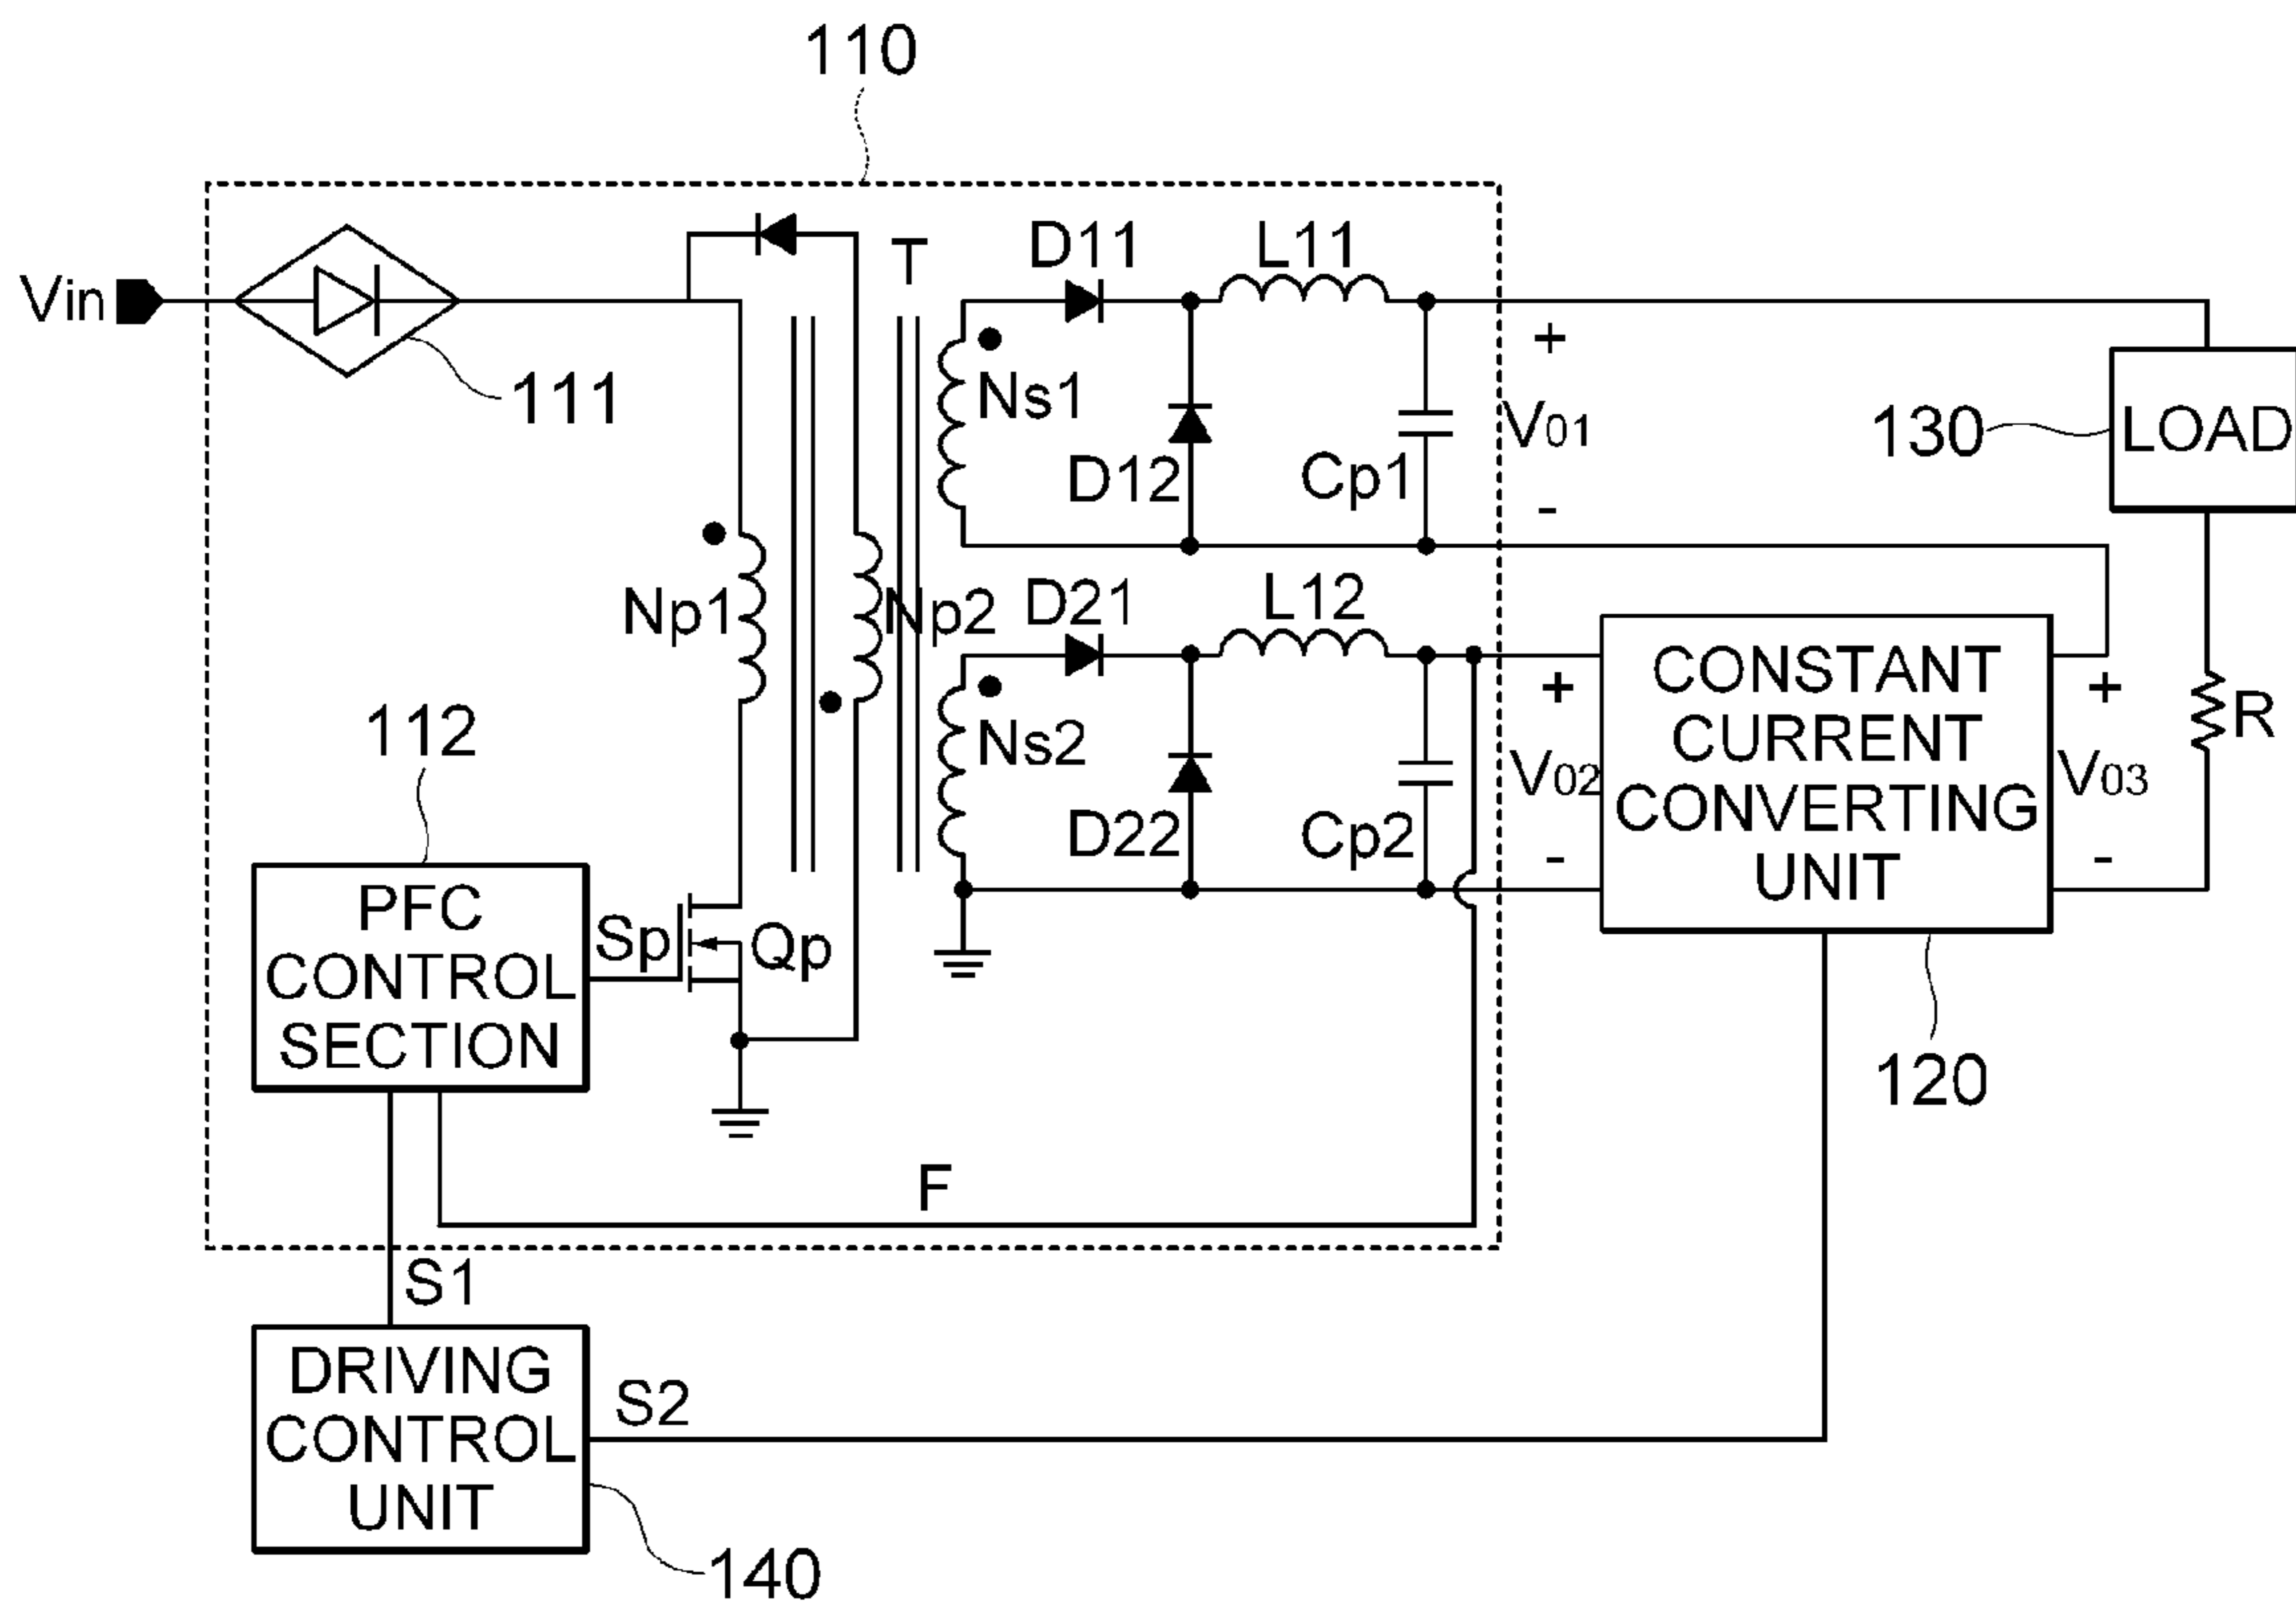 110
Vin
111
T
D11
L11
Ns1
D12
Cp1
+
V01
-
130
LOAD
Np1
Np2
D21
L12
Ns2
D22
Cp2
+
V02
-
CONSTANT
CURRENT
CONVERTING
UNIT
+
V03
-
R
112
PFC
CONTROL
SECTION
Sp
Qp
120
F
S1
DRIVING
CONTROL
UNIT
S2
140